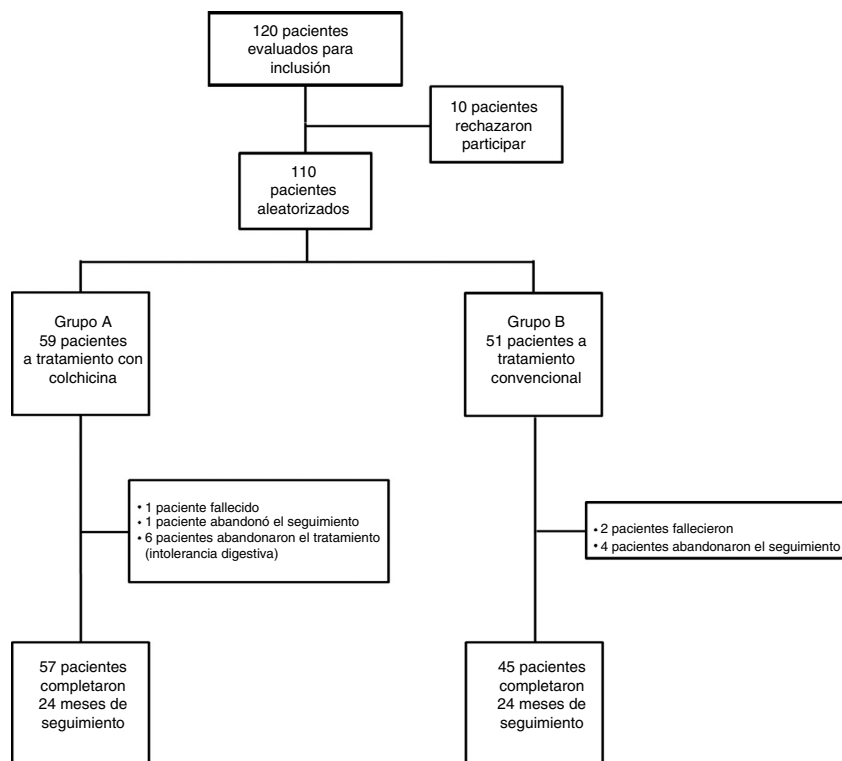 120 pacientes
evaluados para
inclusión
10 pacientes
rechazaron
participar
110
pacientes
aleatorizados
Grupo A
59 pacientes
a tratamiento con
colchicina
Grupo B
51 pacientes a
tratamiento
convencional
• 1 paciente fallecido
• 1 paciente abandonó el seguimiento
• 6 pacientes abandonaron el tratamiento
(intolerancia digestiva)
• 2 pacientes fallecieron
• 4 pacientes abandonaron el seguimiento
57 pacientes
completaron
24 meses de
seguimiento
45 pacientes
completaron
24 meses de
seguimiento